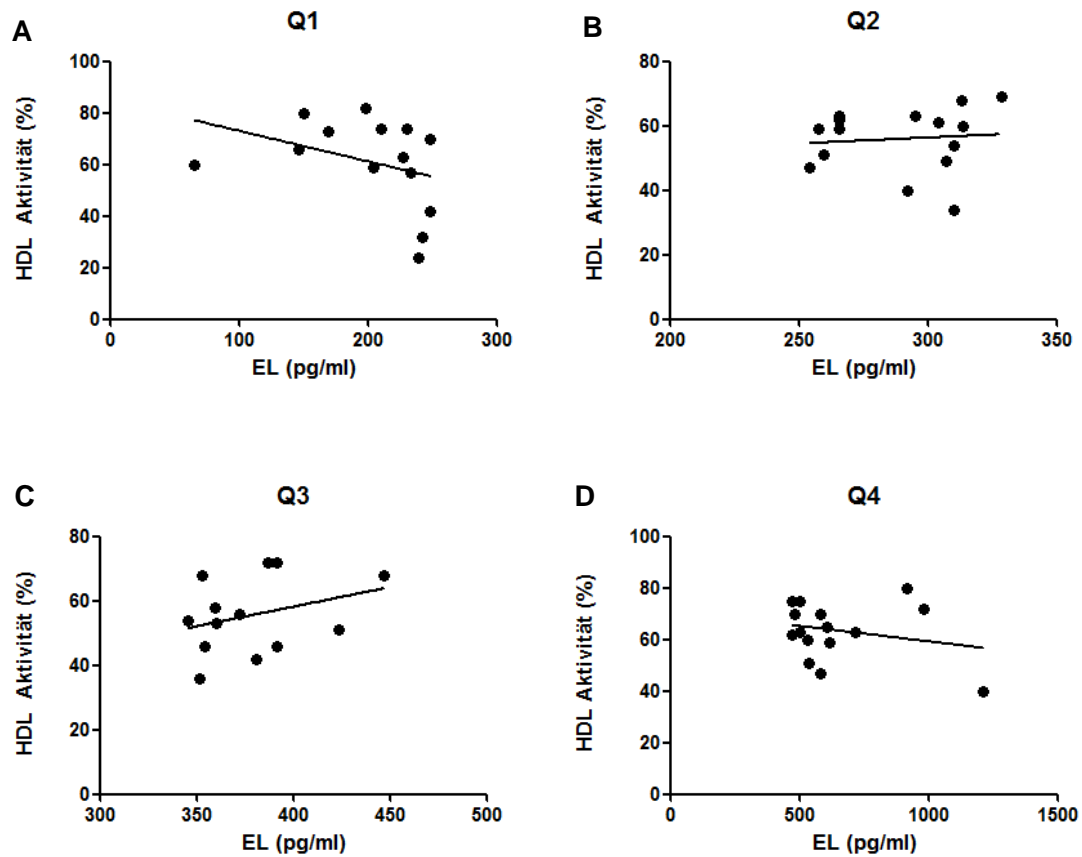 A
Q1
HDL Aktivität (%)
100
80
60
40
20
0
0 100 200 300
EL (pg/ml)
B
Q2
HDL Aktivität (%)
80
60
40
20
0
200 250 300 350
EL (pg/ml)
C
Q3
HDL Aktivität (%)
80
60
40
20
0
300 350 400 450 500
EL (pg/ml)
D
Q4
HDL Aktivität (%)
100
80
60
40
20
0
0 500 1000 1500
EL (pg/ml)